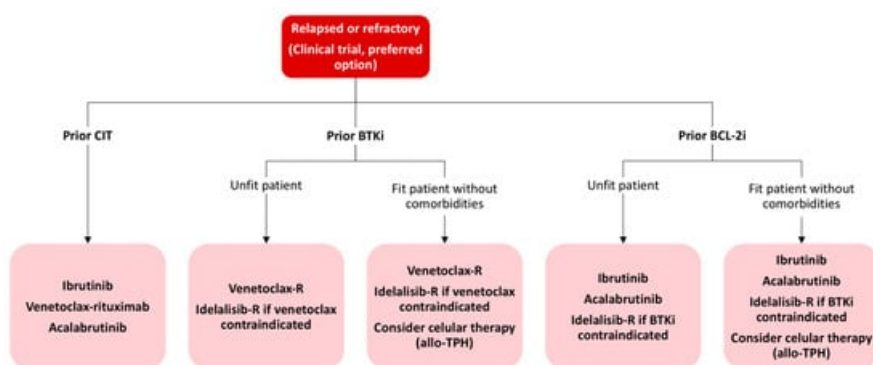 Relapsed or refractory
(Clinical trial, preferred
option)
Prior CIT
Prior BTKi
Prior BCL-2i
Unfit patient
Fit patient without
comorbidities
Unfit patient
Fit patient without
comorbidities
Ibrutinib
Venetoclax-rituximab
Acalabrutinib
Venetoclax-R
Idelalisib-R if venetoclax
contraindicated
Venetoclax-R
Idelalisib-R if venetoclax
contraindicated
Consider celular therapy
(allo-TPH)
Ibrutinib
Acalabrutinib
Idelalisib-R if BTKi
contraindicated
Ibrutinib
Acalabrutinib
Idelalisib-R if BTKi
contraindicated
Consider celular therapy
(allo-TPH)